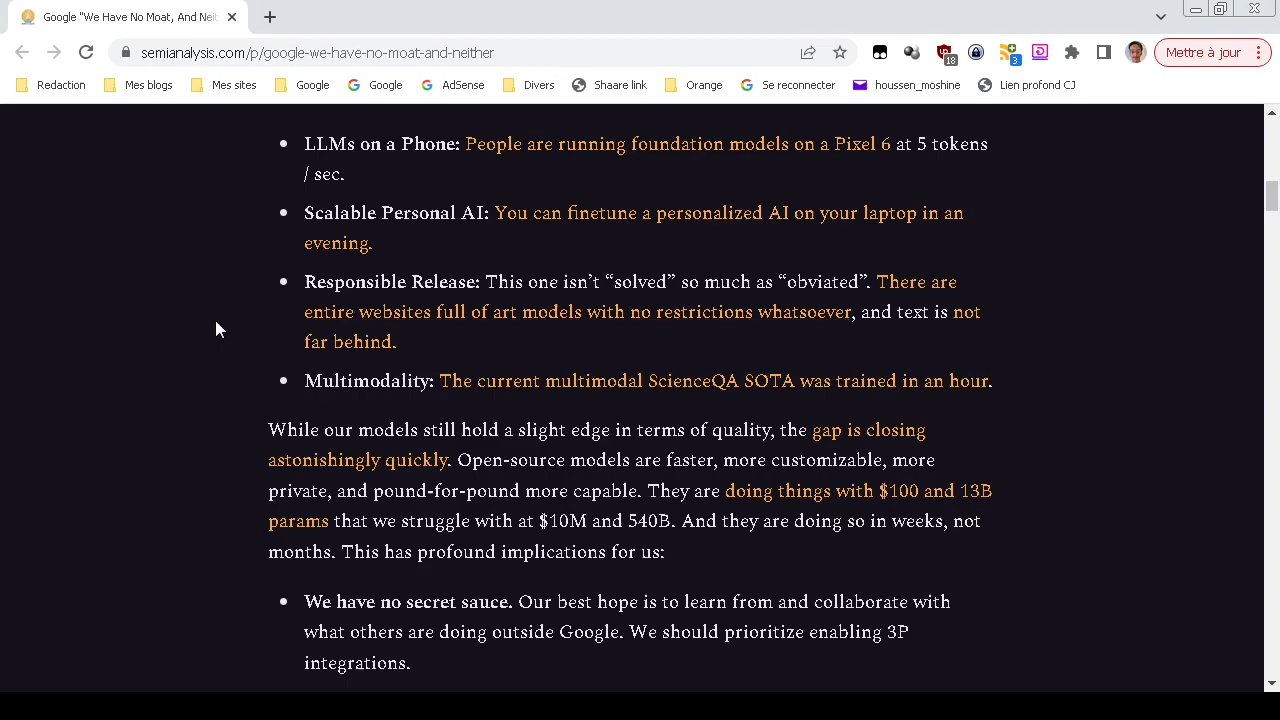 Google "We Have No Moat, And Neit
semianalysis.com/p/google-we-have-no-moat-and-neither
18
3
Mettre à jour
Redaction
Mes bbis
Mes sites
Google
Google
AdSense
Divers
Shaare link
Orange
Se reconnecter
houssen_moshine
Lien profond CJ
LLMs on a Phone: People are running foundation models on a Pixel 6 at 5 tokens
/ sec.
Scalable Personal AI: You can finetune a personalized AI on your laptop in an
evening.
Responsible Release: This one isn’t “solved” so much as “obviated”. There are
entire websites full of art models with no restrictions whatsoever, and text is not
far behind.
Multimodality: The current multimodal ScienceQA SOTA was trained in an hour.
While our models still hold a slight edge in terms of quality, the gap is closing
astonishingly quickly. Open-source models are faster, more customizable, more
private, and pound-for-pound more capable. They are doing things with $100 and 13B
params that we struggle with at $10M and 540B. And they are doing so in weeks, not
months. This has profound implications for us:
We have no secret sauce. Our best hope is to learn from and collaborate with
what others are doing outside Google. We should prioritize enabling 3P
integrations.